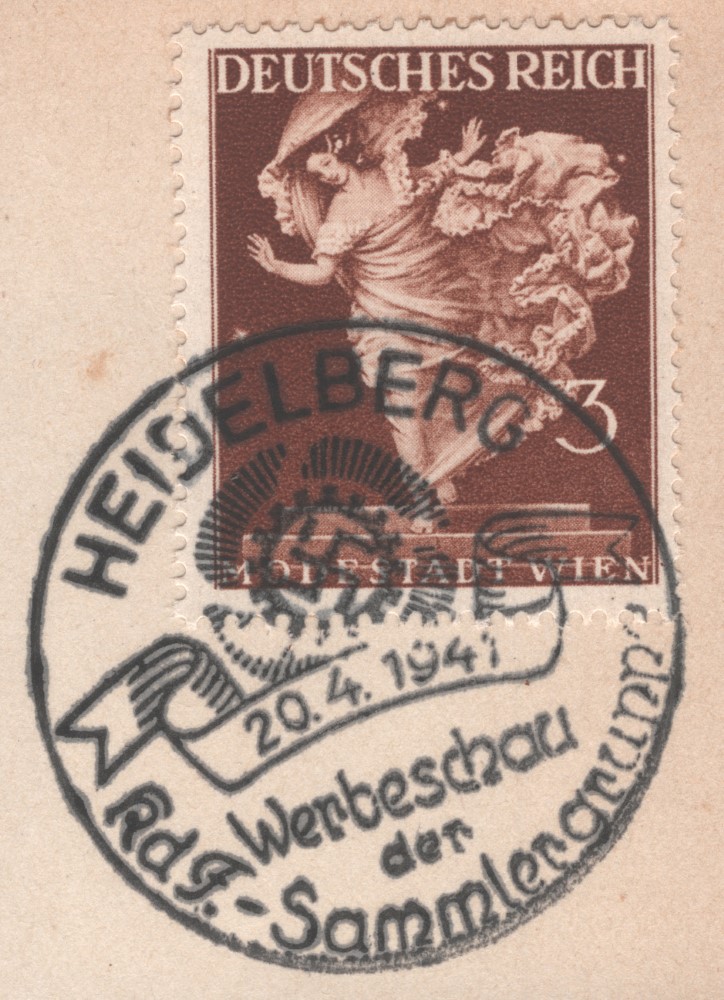 DEUTSCHES REICH
3
MODESTADT WIEN
HEIDELBERG
20.4.1941
Werbeschau
der
KdF.-Sammlergruppe